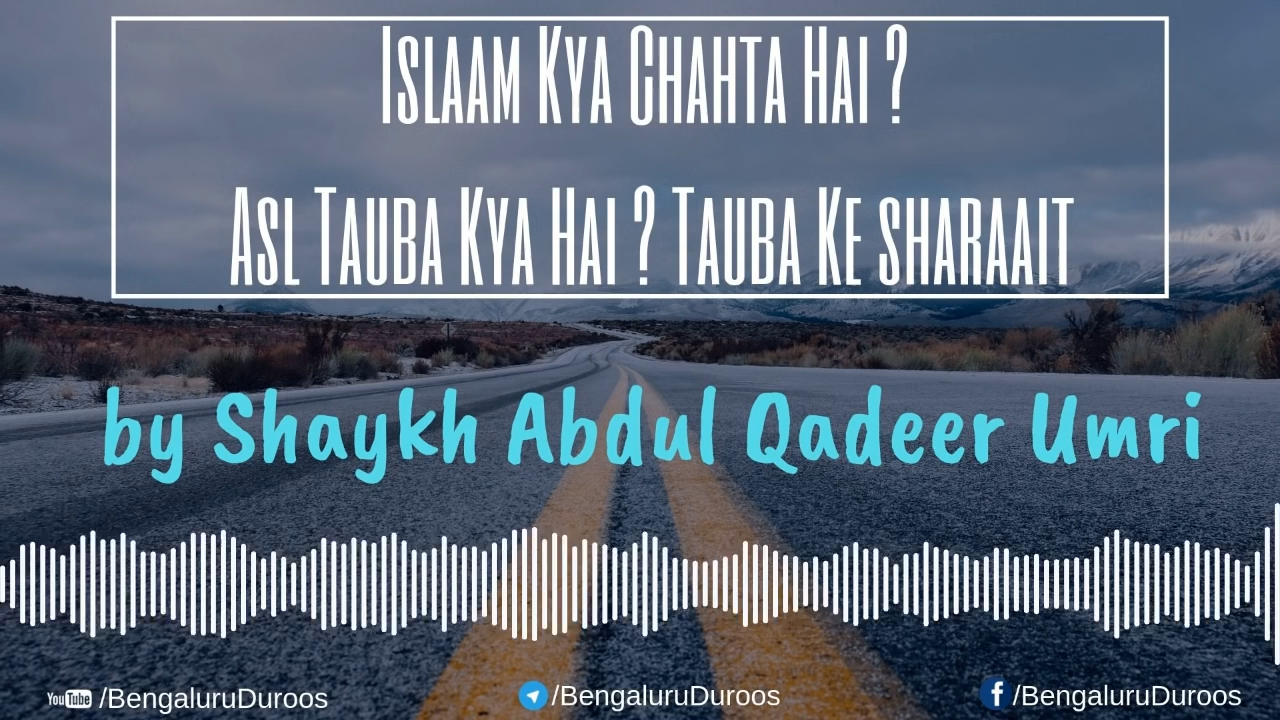 Islaam Kya Chahta Hai ?
Asl Tauba Kya Hai ? Tauba Ke sharaait
by Shaykh Abdul Qadeer Umri
YouTube /BengaluruDuroos
/BengaluruDuroos
f /BengaluruDuroos